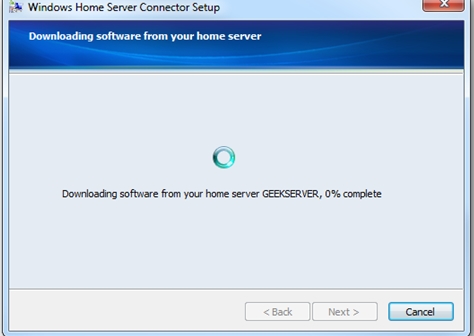 Windows Home Server Connector Setup
Downloading software from your home server
Downloading software from your home server GEEKSERVER, 0% complete
< Back Next > Cancel